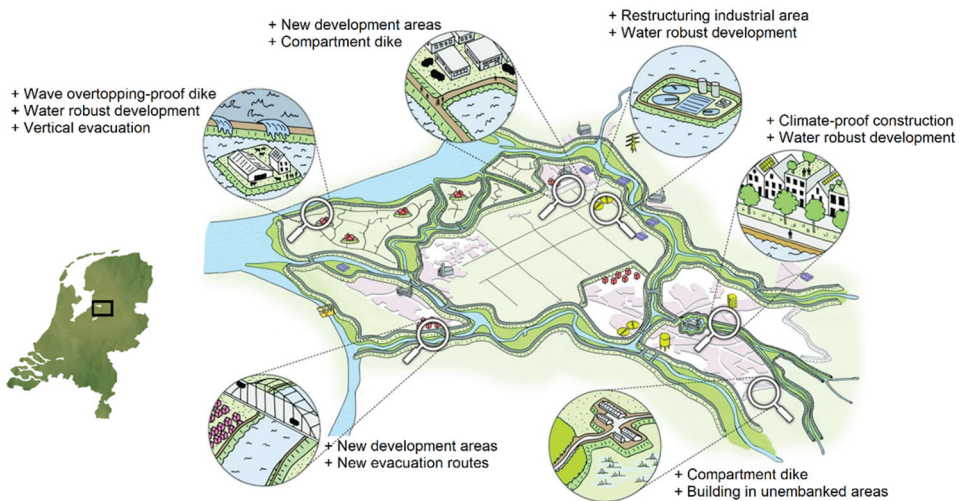 + New development areas
+ Compartment dike
+ Restructuring industrial area
+ Water robust development
+ Wave overtopping-proof dike
+ Water robust development
+ Vertical evacuation
+ Climate-proof construction
+ Water robust development
+ New development areas
+ New evacuation routes
+ Compartment dike
+ Building in unembanked areas